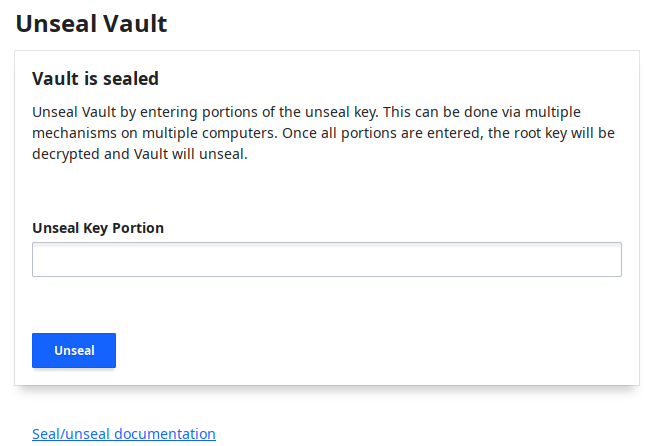 Unseal Vault
Vault is sealed
Unseal Vault by entering portions of the unseal key. This can be done via multiple
mechanisms on multiple computers. Once all portions are entered, the root key will be
decrypted and Vault will unseal.
Unseal Key Portion
Unseal
Seal/unseal documentation